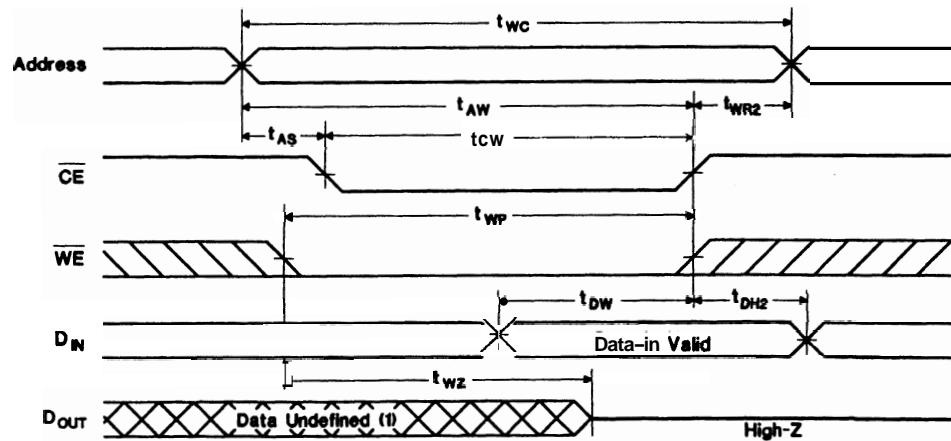 tWC
Address
tAW
tWR2
tAS
tCW
CE
tWP
WE
tDW
tDH2
DIN
Data-in Valid
tWZ
DOUT
Data Undefined (1)
High-Z